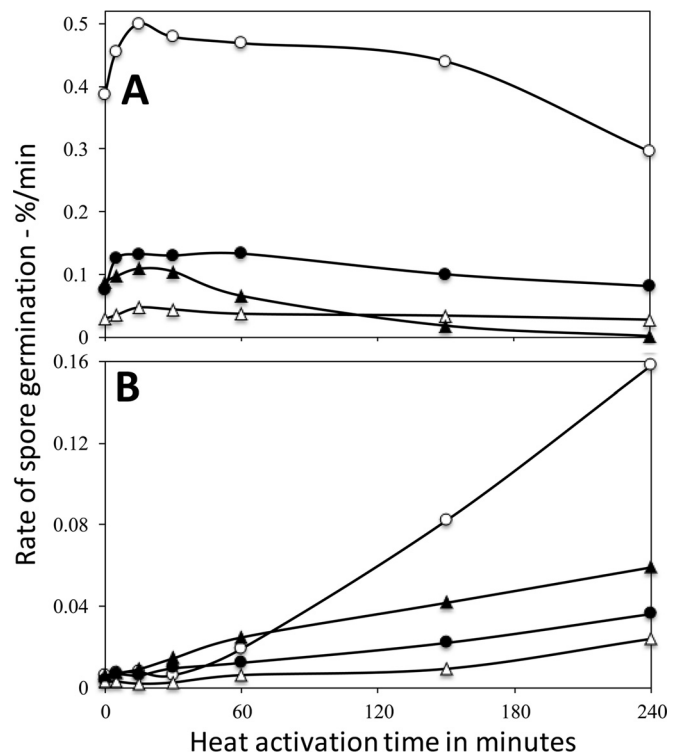 0.5
A
0.4
0.3
0.2
0.1
0
0.16
B
0.12
0.08
0.04
0
0 60 120 180 240
Heat activation time in minutes
Rate of spore germination - %/min